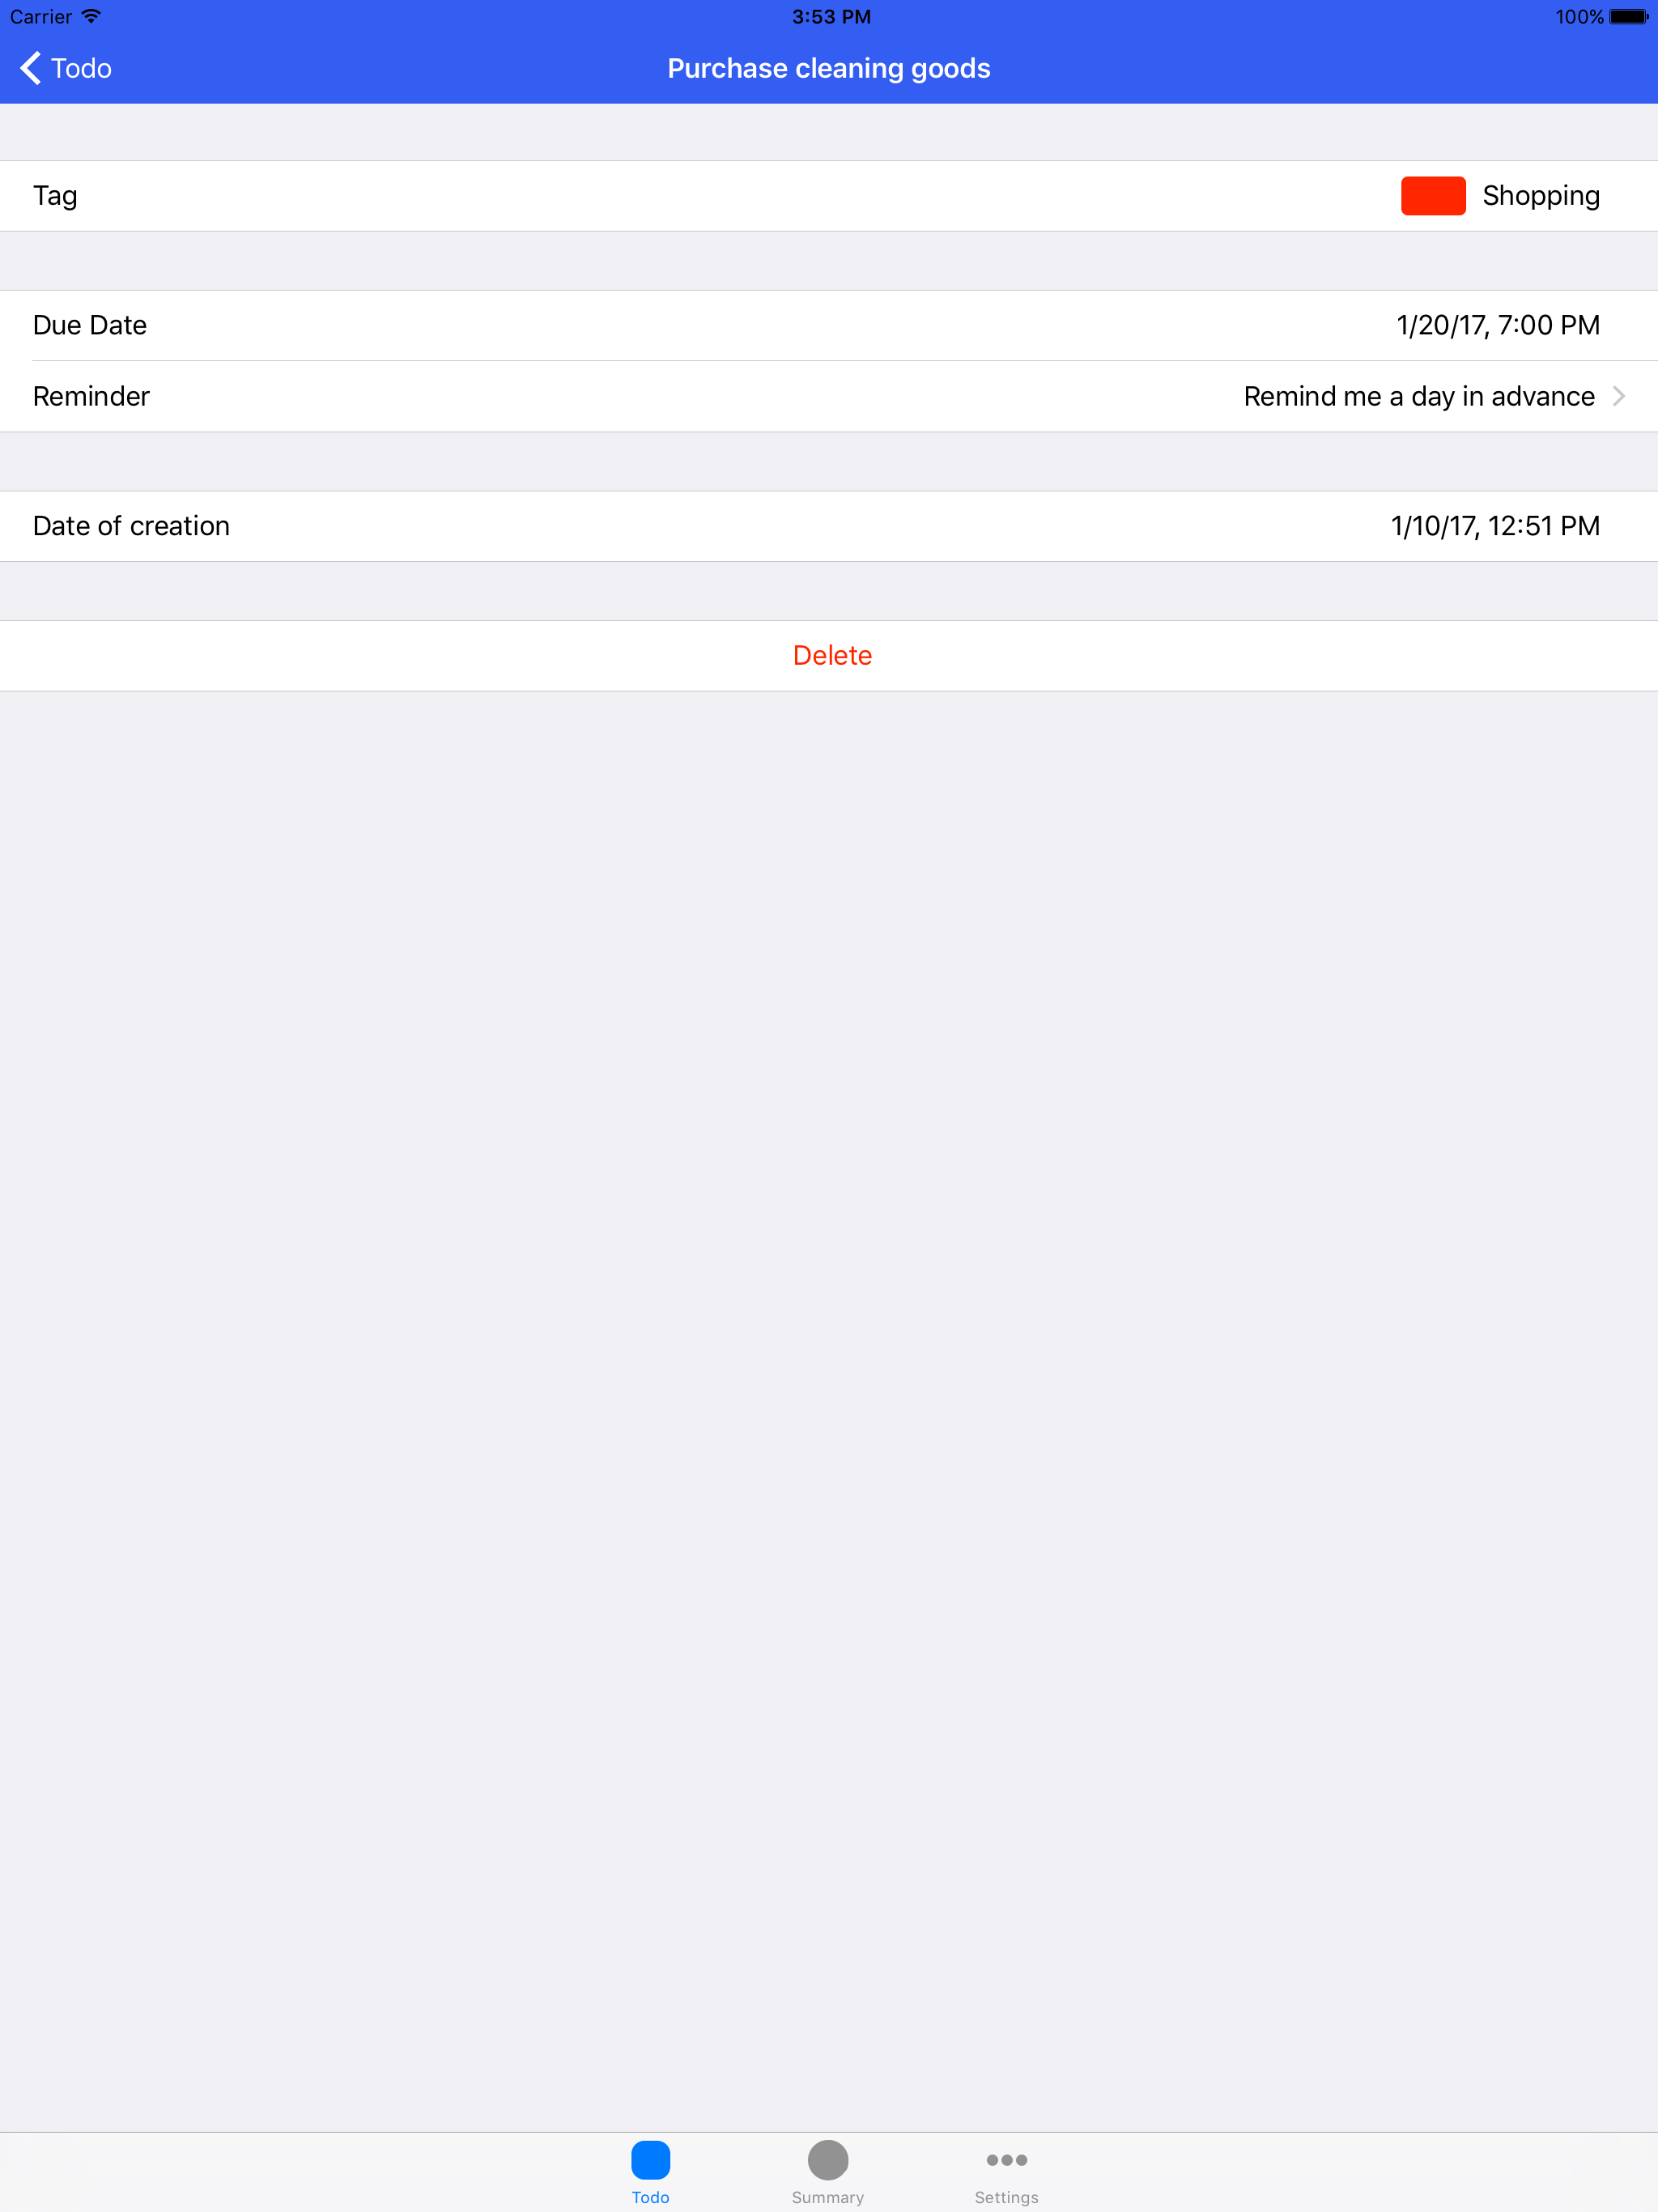 Carrier 3:53 PM 100%
Todo Purchase cleaning goods
Tag Shopping
Due Date 1/20/17, 7:00 PM
Reminder Remind me a day in advance
Date of creation 1/10/17, 12:51 PM
Delete
Todo Summary Settings